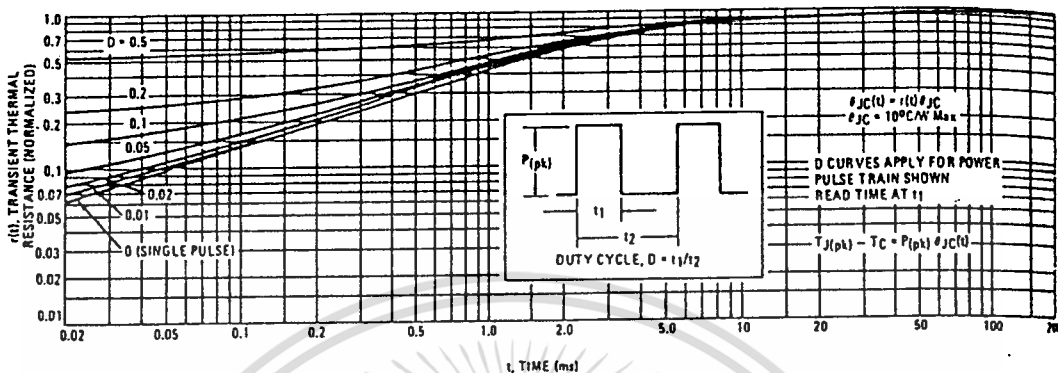 r(t), TRANSIENT THERMAL
RESISTANCE (NORMALIZED)
1.0
0.7
0.5
0.3
0.2
0.1
0.07
0.05
0.03
0.02
0.01
D = 0.5
0.2
0.1
0.05
0.02
0.01
0 (SINGLE PULSE)
P(pk)
t1
t2
DUTY CYCLE, D = t1/t2
θJC(t) = r(t) θJC
θJC = 10°C/W Max
D CURVES APPLY FOR POWER
PULSE TRAIN SHOWN
READ TIME AT t1
TJ(pk) – TC = P(pk) θJC(t)
0.02
0.05
0.1
0.2
0.5
1.0
2.0
5.0
10
20
50
100
t, TIME (ms)